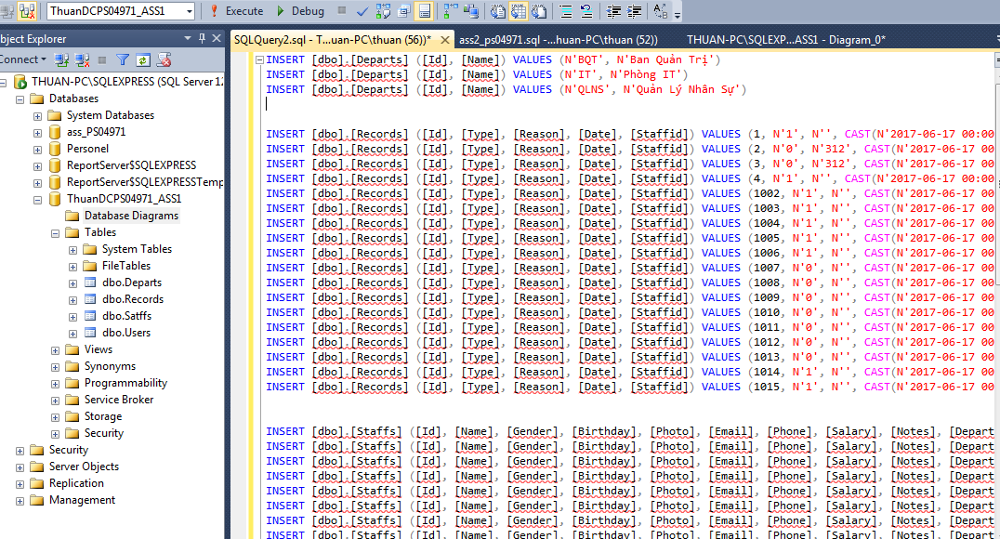 ThuanDCPS04971_ASS1
Execute
Debug
bject Explorer
Connect
THUAN-PC\SQLEXPRESS (SQL Server 12
Databases
System Databases
ass_PS04971
Personel
ReportServer$SQLEXPRESS
ReportServer$SQLEXPRESSTemp
ThuanDCPS04971_ASS1
Database Diagrams
Tables
System Tables
FileTables
dbo.Departs
dbo.Records
dbo.Satffs
dbo.Users
Views
Synonyms
Programmability
Service Broker
Storage
Security
Security
Server Objects
Replication
Management
SQLQuery2.sql - T...uan-PC\thuan (56))*
ass2_ps04971.sql -...huan-PC\thuan (52))
THUAN-PC\SQLEXP...ASS1 - Diagram_0*
INSERT [dbo].[Departs] ([Id], [Name]) VALUES (N'BQT', N'Ban Quản Trị')
INSERT [dbo].[Departs] ([Id], [Name]) VALUES (N'IT', N'Phòng IT')
INSERT [dbo].[Departs] ([Id], [Name]) VALUES (N'QLNS', N'Quản Lý Nhân Sự')
INSERT [dbo].[Records] ([Id], [Type], [Reason], [Date], [Staffid]) VALUES (1, N'1', N'', CAST(N'2017-06-17 00:00
INSERT [dbo].[Records] ([Id], [Type], [Reason], [Date], [Staffid]) VALUES (2, N'0', N'312', CAST(N'2017-06-17 00
INSERT [dbo].[Records] ([Id], [Type], [Reason], [Date], [Staffid]) VALUES (3, N'0', N'312', CAST(N'2017-06-17 00
INSERT [dbo].[Records] ([Id], [Type], [Reason], [Date], [Staffid]) VALUES (4, N'1', N'', CAST(N'2017-06-17 00:00
INSERT [dbo].[Records] ([Id], [Type], [Reason], [Date], [Staffid]) VALUES (1002, N'1', N'', CAST(N'2017-06-17 00
INSERT [dbo].[Records] ([Id], [Type], [Reason], [Date], [Staffid]) VALUES (1003, N'1', N'', CAST(N'2017-06-17 00
INSERT [dbo].[Records] ([Id], [Type], [Reason], [Date], [Staffid]) VALUES (1004, N'1', N'', CAST(N'2017-06-17 00
INSERT [dbo].[Records] ([Id], [Type], [Reason], [Date], [Staffid]) VALUES (1005, N'1', N'', CAST(N'2017-06-17 00
INSERT [dbo].[Records] ([Id], [Type], [Reason], [Date], [Staffid]) VALUES (1006, N'1', N'', CAST(N'2017-06-17 00
INSERT [dbo].[Records] ([Id], [Type], [Reason], [Date], [Staffid]) VALUES (1007, N'0', N'', CAST(N'2017-06-17 00
INSERT [dbo].[Records] ([Id], [Type], [Reason], [Date], [Staffid]) VALUES (1008, N'0', N'', CAST(N'2017-06-17 00
INSERT [dbo].[Records] ([Id], [Type], [Reason], [Date], [Staffid]) VALUES (1009, N'0', N'', CAST(N'2017-06-17 00
INSERT [dbo].[Records] ([Id], [Type], [Reason], [Date], [Staffid]) VALUES (1010, N'0', N'', CAST(N'2017-06-17 00
INSERT [dbo].[Records] ([Id], [Type], [Reason], [Date], [Staffid]) VALUES (1011, N'0', N'', CAST(N'2017-06-17 00
INSERT [dbo].[Records] ([Id], [Type], [Reason], [Date], [Staffid]) VALUES (1012, N'0', N'', CAST(N'2017-06-17 00
INSERT [dbo].[Records] ([Id], [Type], [Reason], [Date], [Staffid]) VALUES (1013, N'0', N'', CAST(N'2017-06-17 00
INSERT [dbo].[Records] ([Id], [Type], [Reason], [Date], [Staffid]) VALUES (1014, N'1', N'', CAST(N'2017-06-17 00
INSERT [dbo].[Records] ([Id], [Type], [Reason], [Date], [Staffid]) VALUES (1015, N'1', N'', CAST(N'2017-06-17 00
INSERT [dbo].[Staffs] ([Id], [Name], [Gender], [Birthday], [Photo], [Email], [Phone], [Salary], [Notes], [Depart
INSERT [dbo].[Staffs] ([Id], [Name], [Gender], [Birthday], [Photo], [Email], [Phone], [Salary], [Notes], [Depart
INSERT [dbo].[Staffs] ([Id], [Name], [Gender], [Birthday], [Photo], [Email], [Phone], [Salary], [Notes], [Depart
INSERT [dbo].[Staffs] ([Id], [Name], [Gender], [Birthday], [Photo], [Email], [Phone], [Salary], [Notes], [Depart
INSERT [dbo].[Staffs] ([Id], [Name], [Gender], [Birthday], [Photo], [Email], [Phone], [Salary], [Notes], [Depart
INSERT [dbo].[Staffs] ([Id], [Name], [Gender], [Birthday], [Photo], [Email], [Phone], [Salary], [Notes], [Depart
INSERT [dbo].[Staffs] ([Id], [Name], [Gender], [Birthday], [Photo], [Email], [Phone], [Salary], [Notes], [Depart
INSERT [dbo].[Staffs] ([Id], [Name], [Gender], [Birthday], [Photo], [Email], [Phone], [Salary], [Notes], [Depart